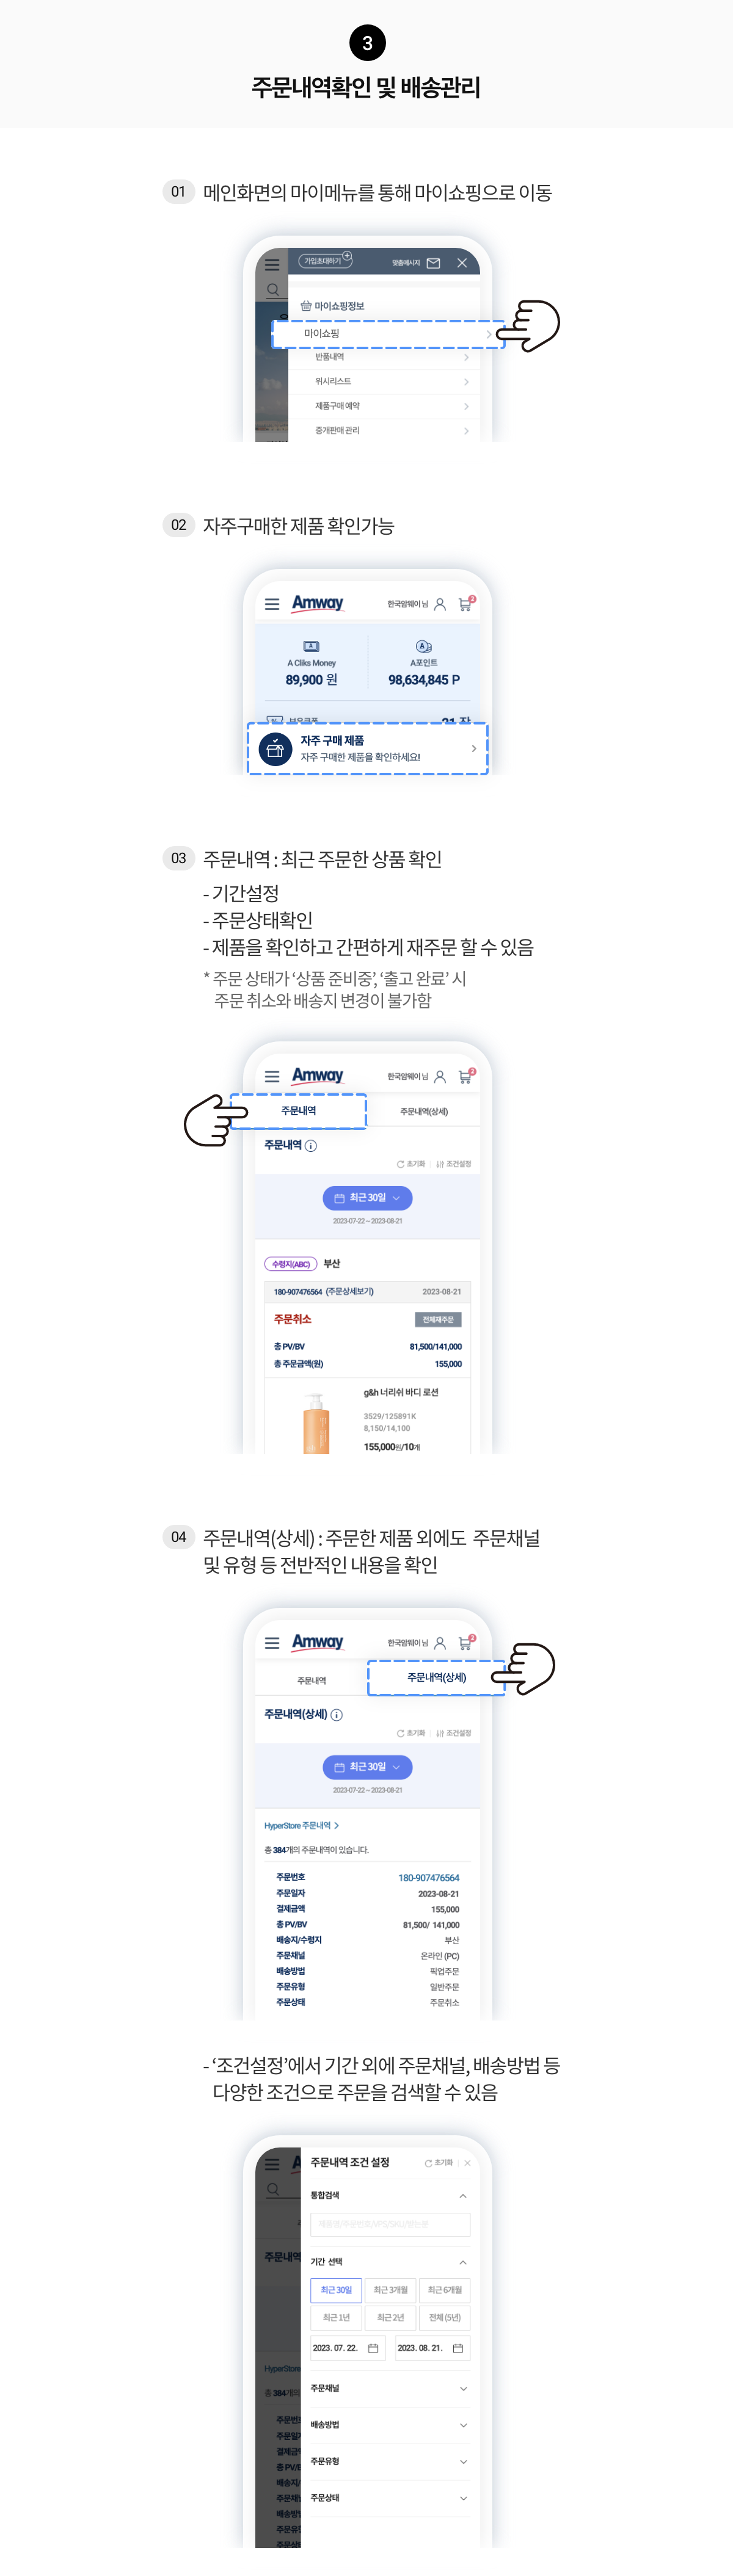 3
주문내역확인 및 배송관리
01 메인화면의 마이메뉴를 통해 마이쇼핑으로 이동
가입초대하기 맞춤메시지
마이쇼핑정보
마이쇼핑
반품내역
위시리스트
제품구매 예약
중개판매 관리
02 자주구매한 제품 확인가능
Amway 한국암웨이 님 2
A Cliks Money A포인트
89,900 원 98,634,845 P
자주 구매 제품
자주 구매한 제품을 확인하세요!
03 주문내역 : 최근 주문한 상품 확인
- 기간설정
- 주문상태확인
- 제품을 확인하고 간편하게 재주문 할 수 있음
* 주문 상태가 ‘상품 준비중’, ‘출고 완료’ 시
주문 취소와 배송지 변경이 불가함
Amway 한국암웨이 님 2
주문내역 주문내역(상세)
주문내역
초기화 조건설정
최근 30일
2023-07-22 ~ 2023-08-21
수령지(ABC) 부산
180-907476564 (주문상세보기) 2023-08-21
주문취소 전체재주문
총 PV/BV 81,500/141,000
총 주문금액(원) 155,000
g&h 너리쉬 바디 로션
3529/125891K
8,150/14,100
155,000원/10개
04 주문내역(상세) : 주문한 제품 외에도 주문채널
및 유형 등 전반적인 내용을 확인
Amway 한국암웨이 님 2
주문내역 주문내역(상세)
주문내역(상세)
초기화 조건설정
최근 30일
2023-07-22 ~ 2023-08-21
HyperStore 주문내역
총 384개의 주문내역이 있습니다.
주문번호 180-907476564
주문일자 2023-08-21
결제금액 155,000
총 PV/BV 81,500/ 141,000
배송지/수령지 부산
주문채널 온라인 (PC)
배송방법 픽업주문
주문유형 일반주문
주문상태 주문취소
- ‘조건설정’에서 기간 외에 주문채널, 배송방법 등
다양한 조건으로 주문을 검색할 수 있음
주문내역 조건 설정 초기화
통합검색
주문내역
기간 선택
최근 30일 최근 3개월 최근 6개월
최근 1년 최근 2년 전체 (5년)
2023. 07. 22. 2023. 08. 21.
HyperStore
총 384개의
주문채널
배송방법
주문유형
주문상태